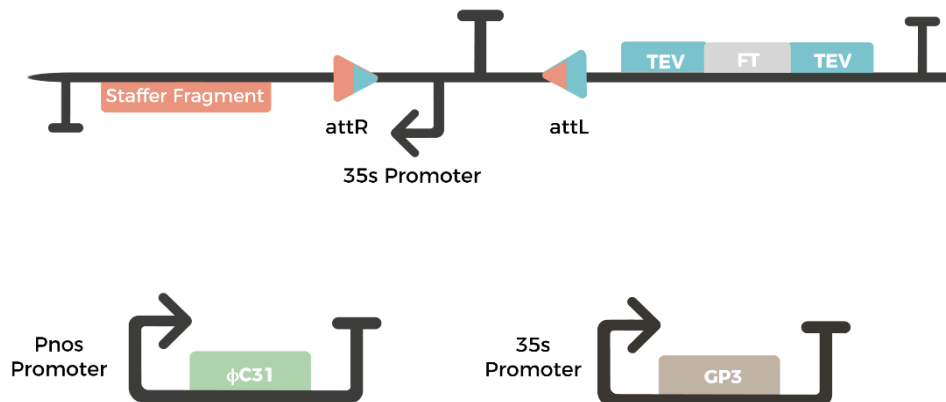 TEV FT TEV
Staffer Fragment
attR
attL
35s Promoter
Pnos
Promoter
ϕC31
35s
Promoter
GP3